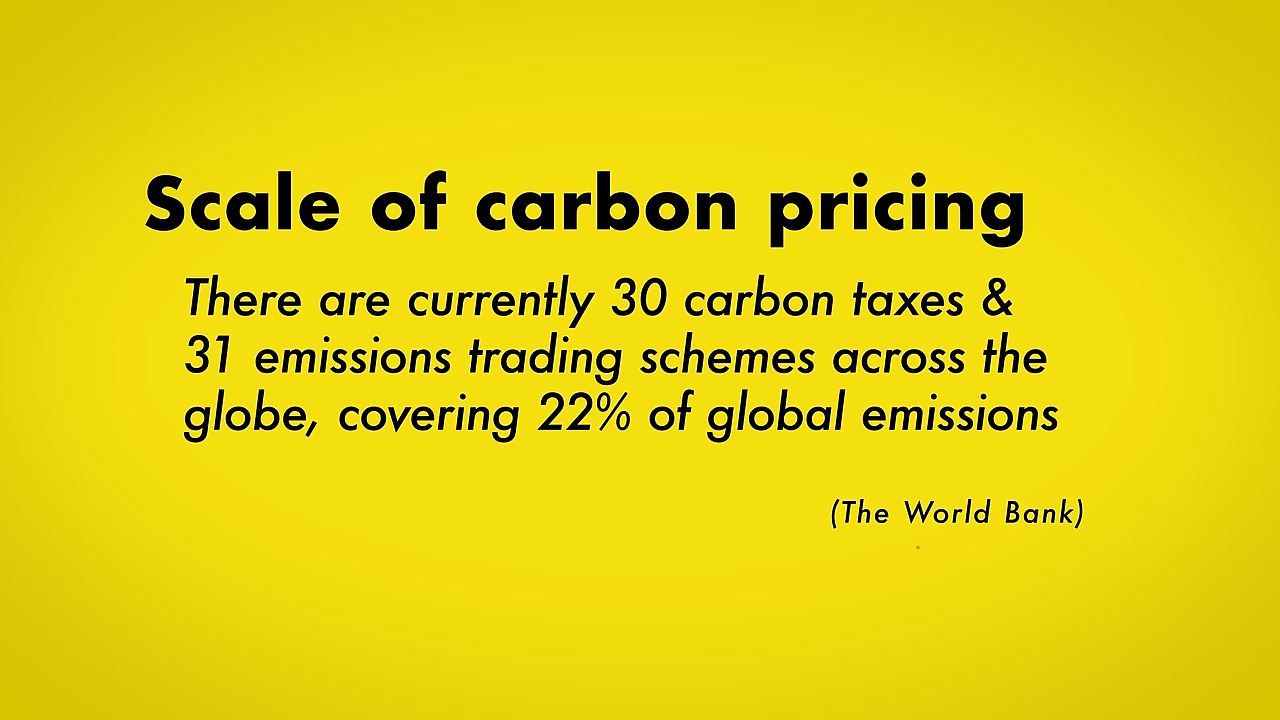 Scale of carbon pricing
There are currently 30 carbon taxes &
31 emissions trading schemes across the
globe, covering 22% of global emissions
(The World Bank)